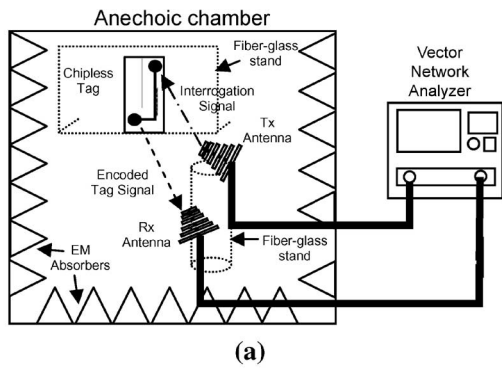 Anechoic chamber
Fiber-glass
stand
Chipless
Tag
Interrogation
Signal
Tx
Antenna
Vector
Network
Analyzer
Encoded
Tag Signal
Rx
Antenna
Fiber-glass
stand
EM
Absorbers
(a)